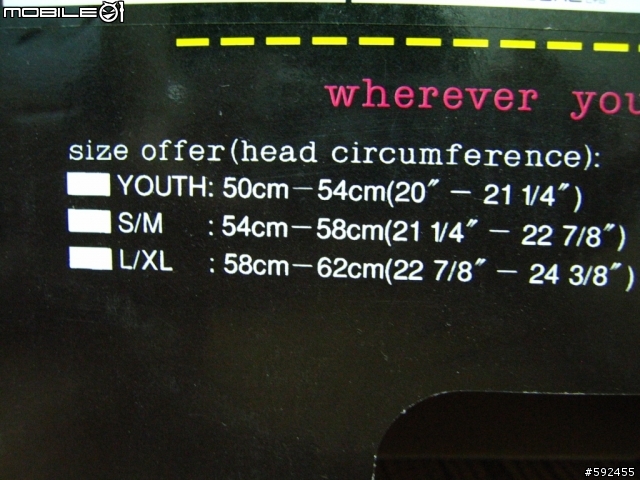 MOBILE01
wherever you
size offer(head circumference):
YOUTH: 50cm—54cm(20″ — 21 1/4″)
S/M : 54cm—58cm(21 1/4″ — 22 7/8″)
L/XL : 58cm—62cm(22 7/8″ — 24 3/8″)
#592455